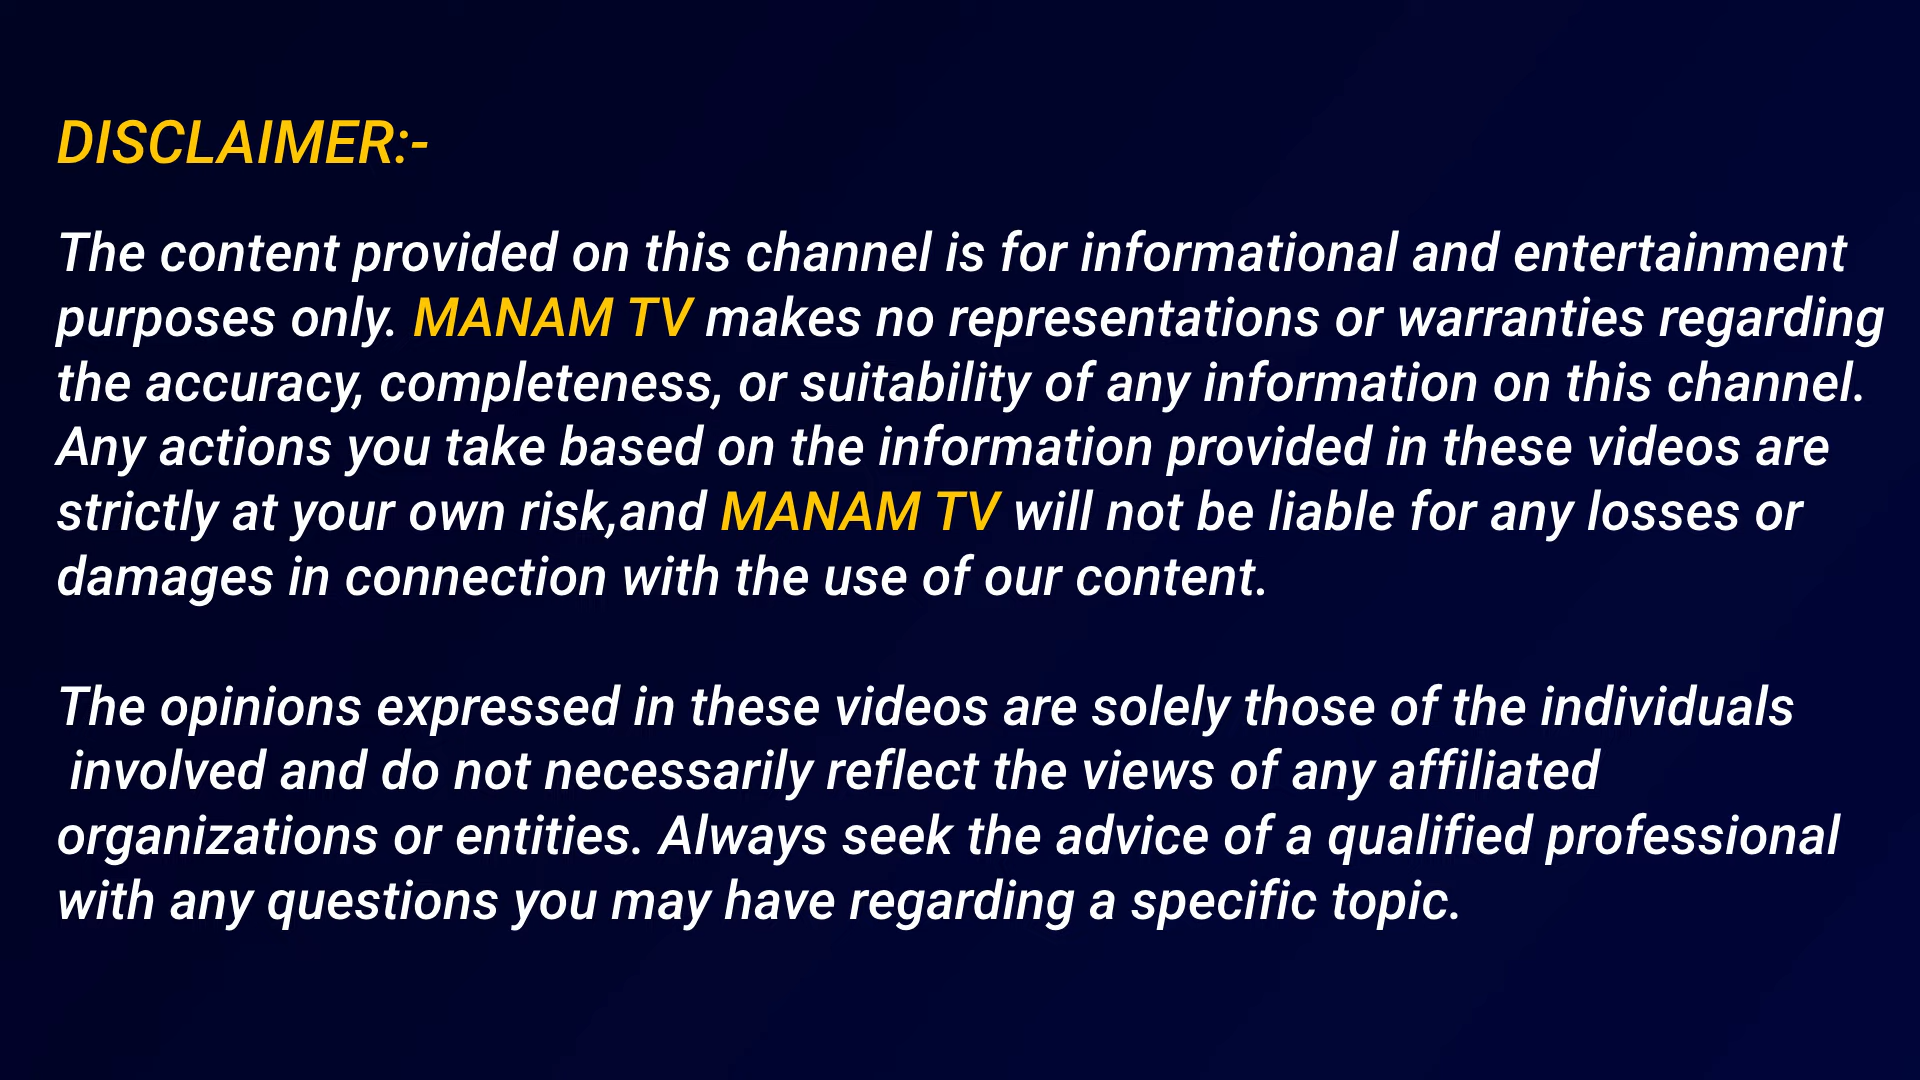 DISCLAIMER:-
The content provided on this channel is for informational and entertainment
purposes only. MANAM TV makes no representations or warranties regarding
the accuracy, completeness, or suitability of any information on this channel.
Any actions you take based on the information provided in these videos are
strictly at your own risk,and MANAM TV will not be liable for any losses or
damages in connection with the use of our content.
The opinions expressed in these videos are solely those of the individuals
involved and do not necessarily reflect the views of any affiliated
organizations or entities. Always seek the advice of a qualified professional
with any questions you may have regarding a specific topic.